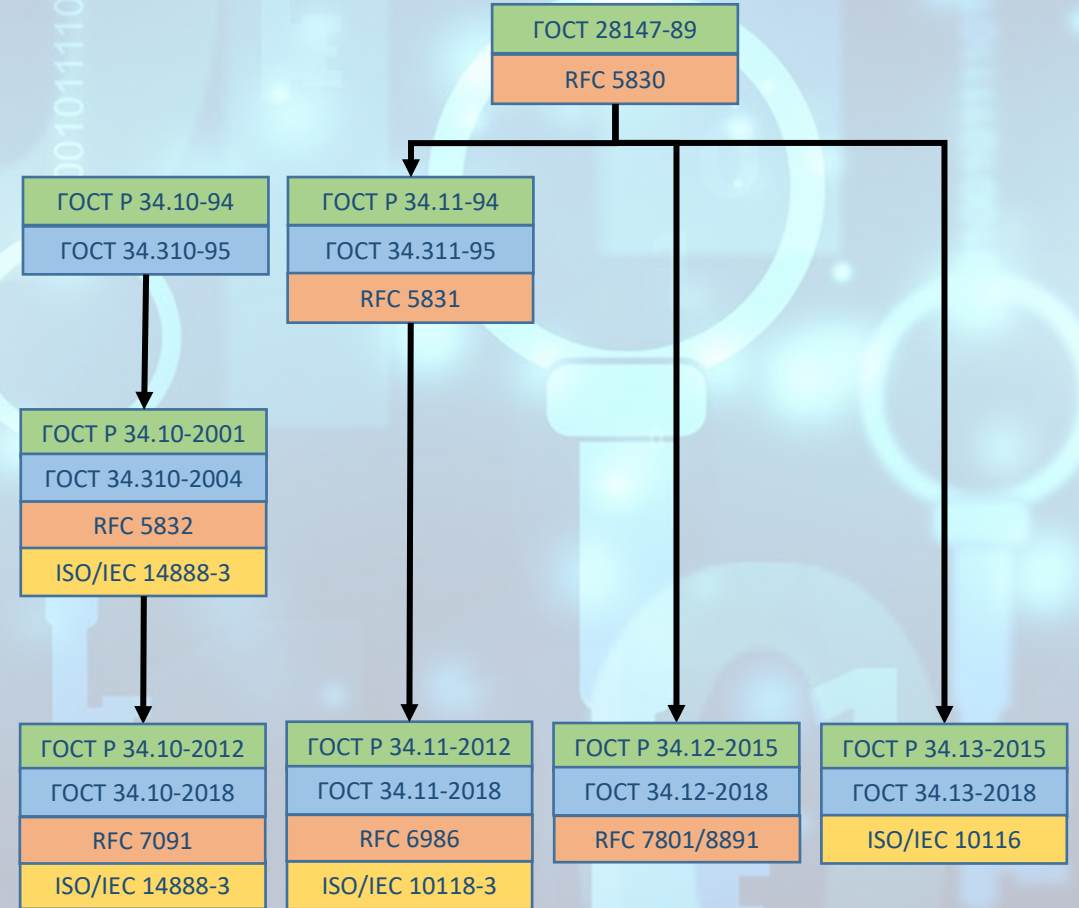 ГОСТ 28147-89
RFC 5830
ГОСТ Р 34.10-94
ГОСТ 34.310-95
ГОСТ Р 34.11-94
ГОСТ 34.311-95
RFC 5831
ГОСТ Р 34.10-2001
ГОСТ 34.310-2004
RFC 5832
ISO/IEC 14888-3
ГОСТ Р 34.10-2012
ГОСТ 34.10-2018
RFC 7091
ISO/IEC 14888-3
ГОСТ Р 34.11-2012
ГОСТ 34.11-2018
RFC 6986
ISO/IEC 10118-3
ГОСТ Р 34.12-2015
ГОСТ 34.12-2018
RFC 7801/8891
ГОСТ Р 34.13-2015
ГОСТ 34.13-2018
ISO/IEC 10116